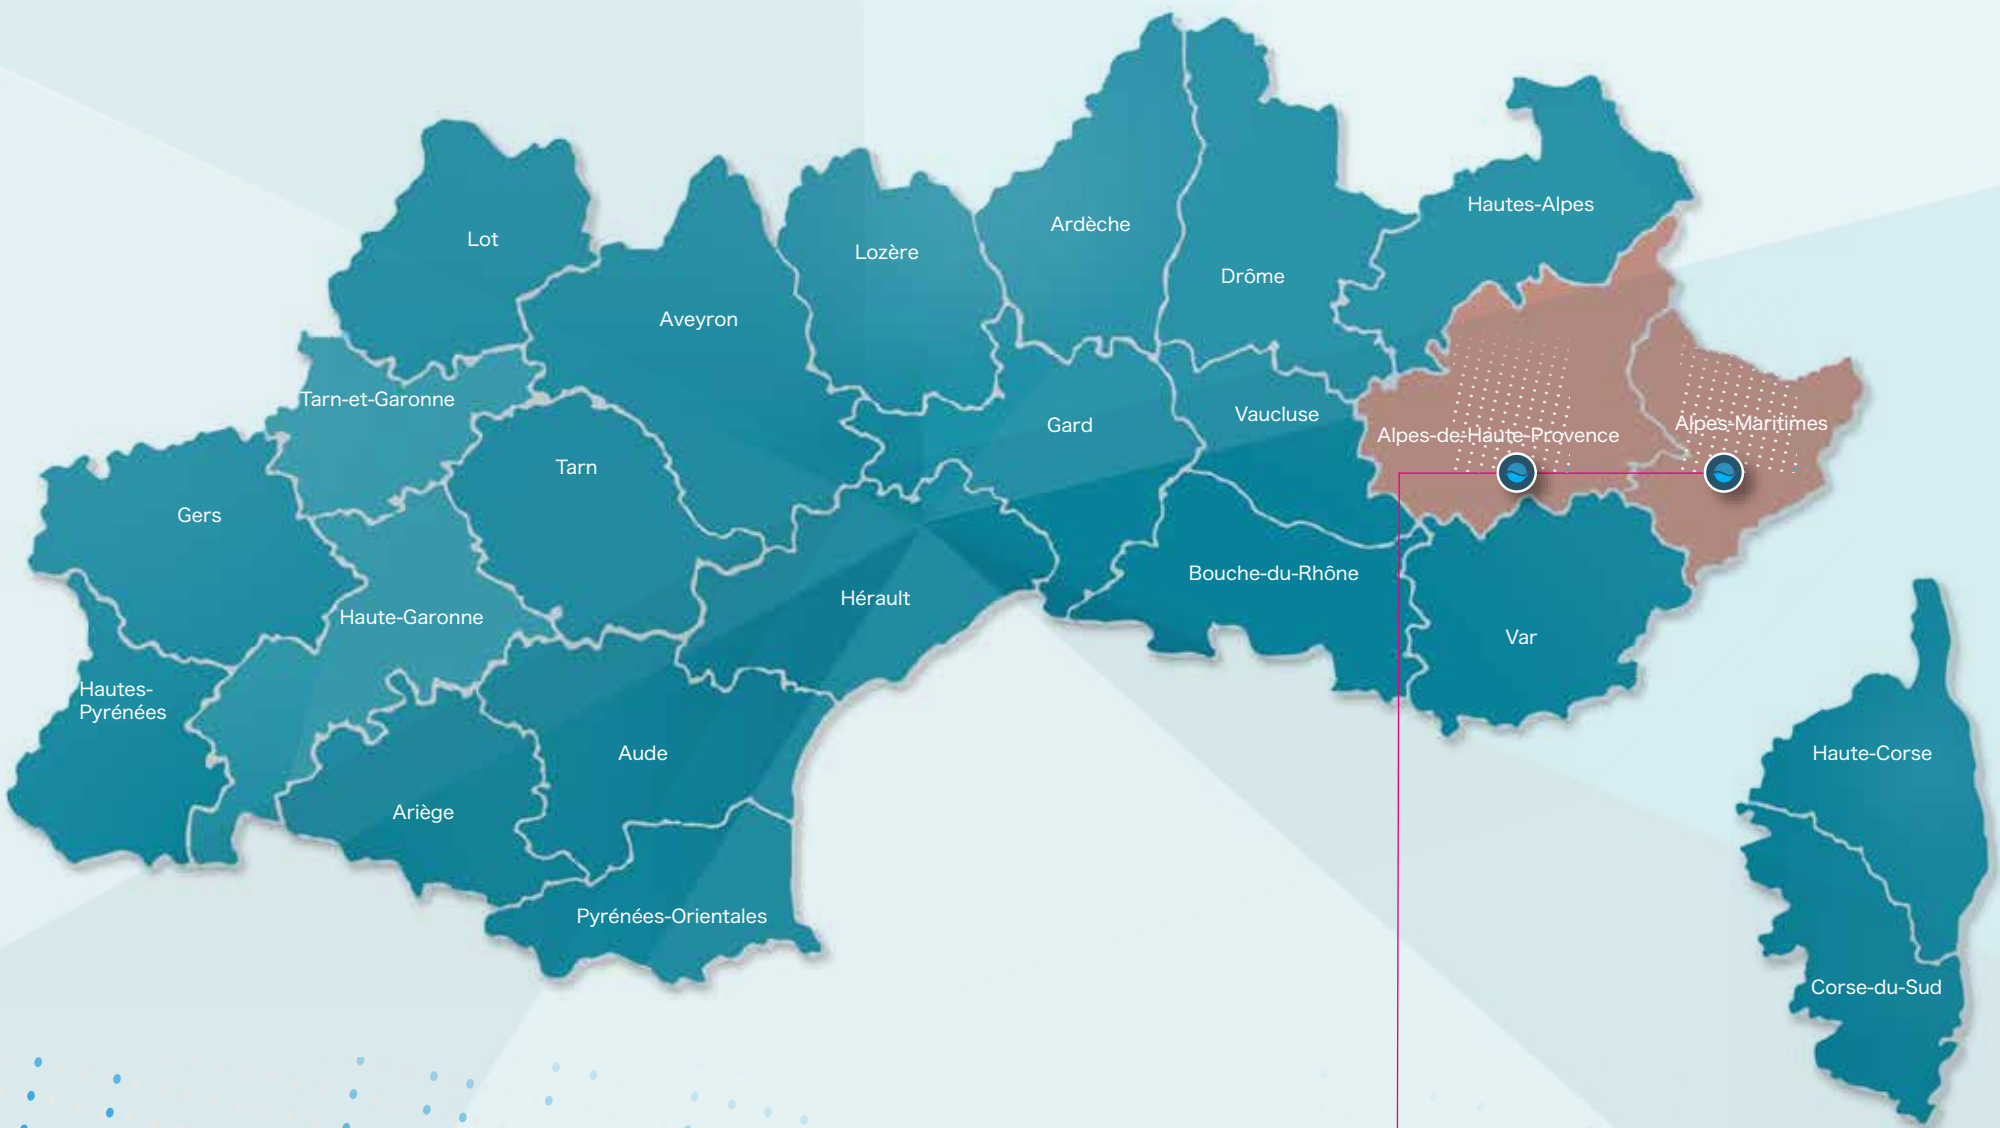 Hautes-Alpes
Ardèche
Lot
Lozère
Drôme
Aveyron
Tarn-et-Garonne
Vaucluse
Gard
Alpes-Maritimes
Alpes-de-Haute-Provence
Tarn
Gers
Bouche-du-Rhône
Hérault
Haute-Garonne
Var
Hautes-
Pyrénées
Aude
Haute-Corse
Ariège
Pyrénées-Orientales
Corse-du-Sud